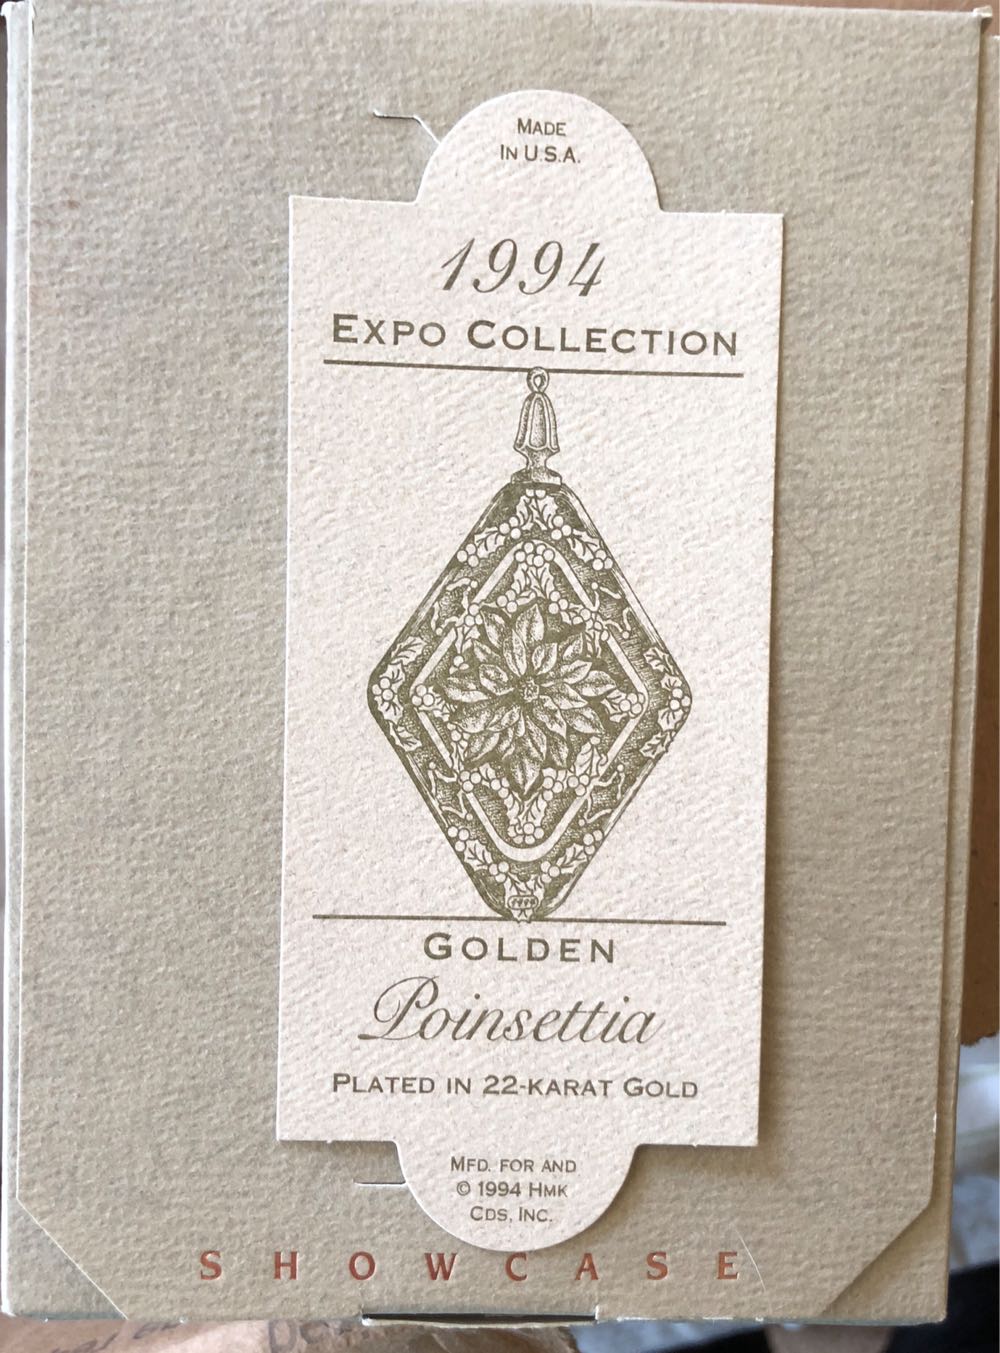 MADE
IN U.S.A.
1994
EXPO COLLECTION
1994
GOLDEN
Poinsettia
PLATED IN 22-KARAT GOLD
MFD. FOR AND
© 1994 HMK
CDS, INC.
SHOWCASE